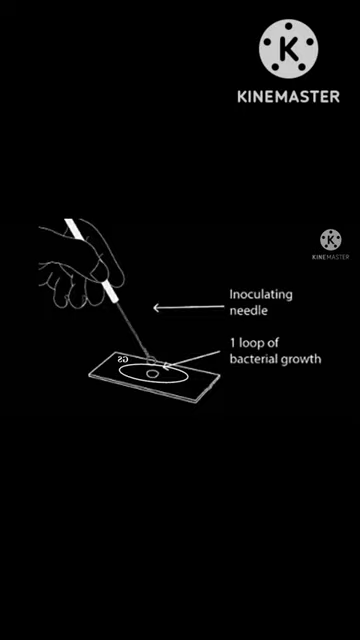 KINEMASTER
KINEMASTER
Inoculating
needle
1 loop of
bacterial growth